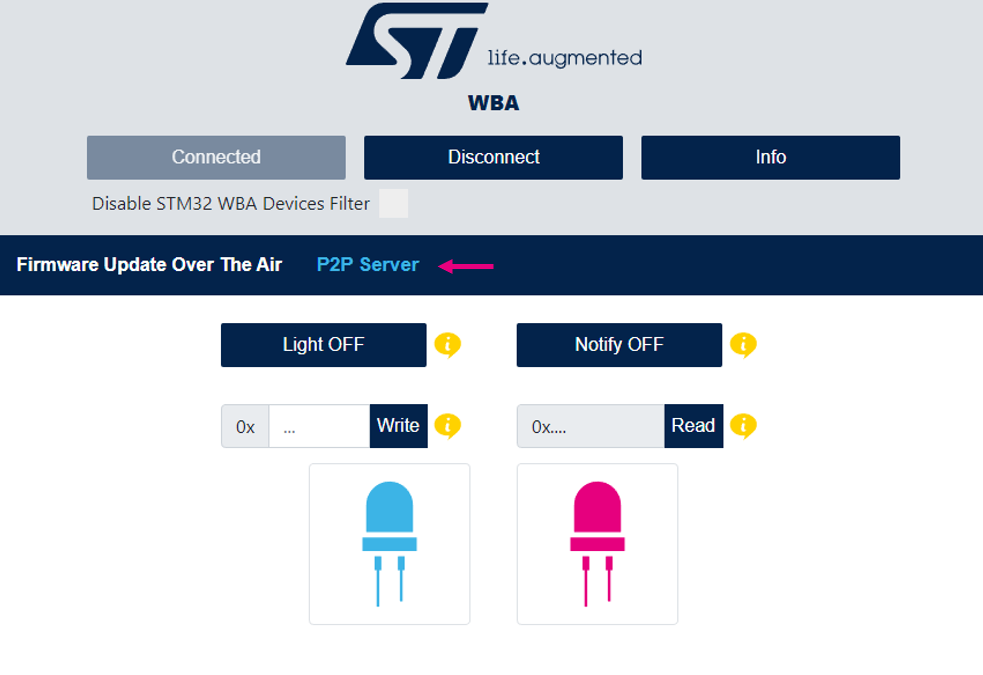 ST life.augmented
WBA
Connected Disconnect Info
Disable STM32 WBA Devices Filter
Firmware Update Over The Air P2P Server
Light OFF i Notify OFF i
0x ... Write i 0x.... Read i